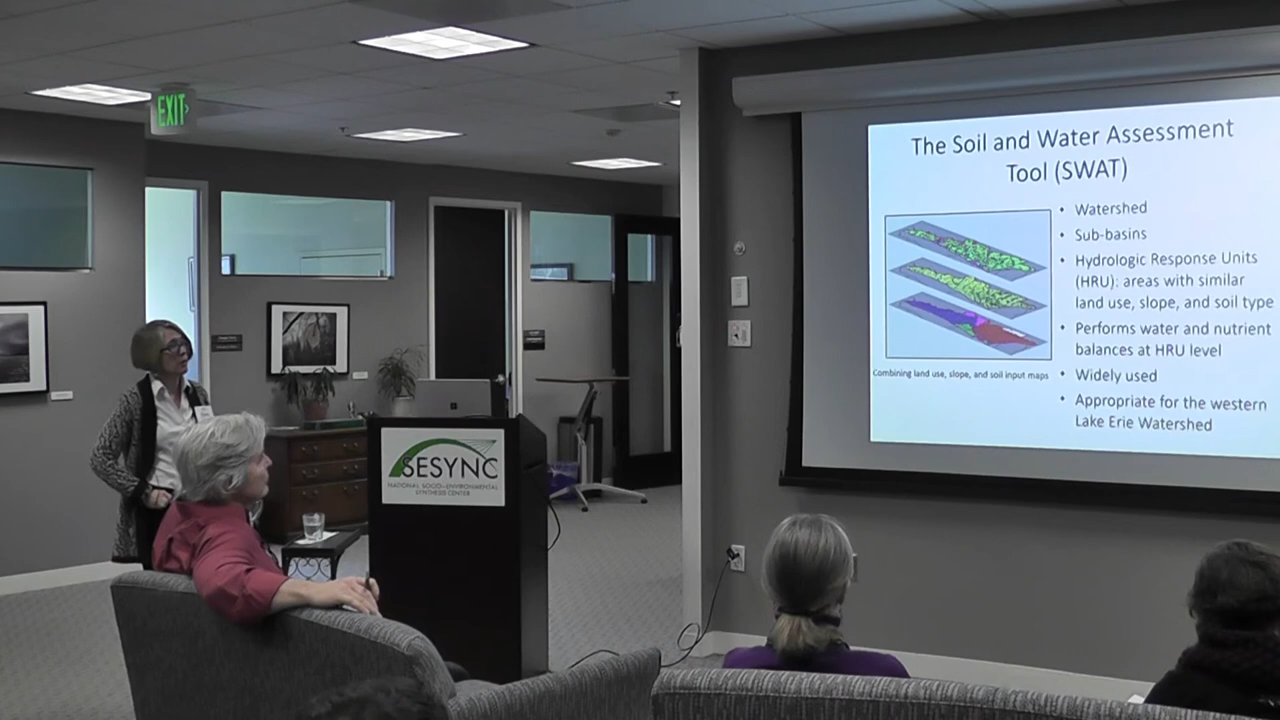 EXIT
The Soil and Water Assessment
Tool (SWAT)
• Watershed
• Sub-basins
• Hydrologic Response Units
(HRU): areas with similar
land use, slope, and soil type
• Performs water and nutrient
balances at HRU level
• Widely used
• Appropriate for the western
Lake Erie Watershed
Combining land use, slope, and soil input maps
SESYNC
NATIONAL SOCIO-ENVIRONMENTAL
SYNTHESIS CENTER